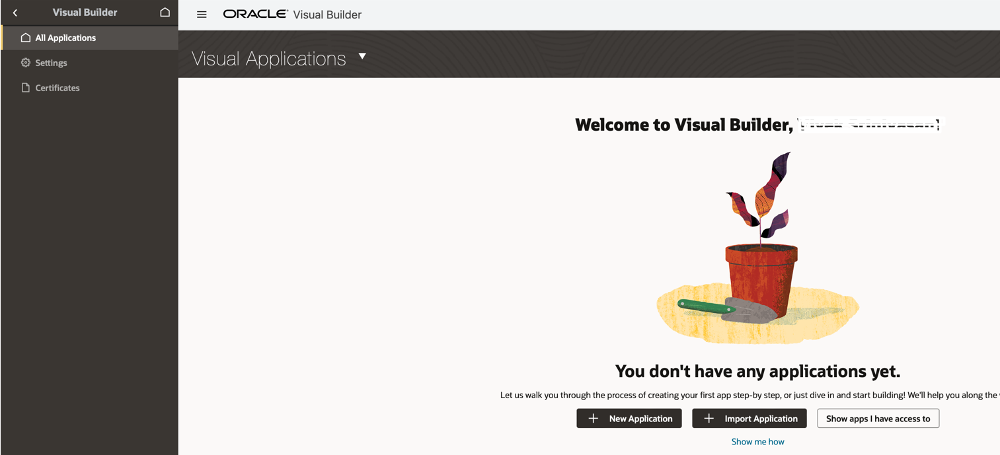 Visual Builder
All Applications
Settings
Certificates
ORACLE® Visual Builder
Visual Applications
Welcome to Visual Builder,
You don't have any applications yet.
Let us walk you through the process of creating your first app step-by step, or just dive in and start building! We'll help you along the
New Application
Import Application
Show apps I have access to
Show me how